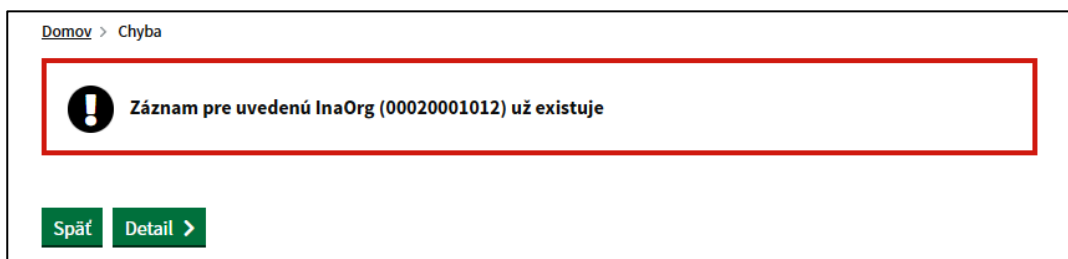 Domov > Chyba
Záznam pre uvedenú InaOrg (00020001012) už existuje
Späť Detail >